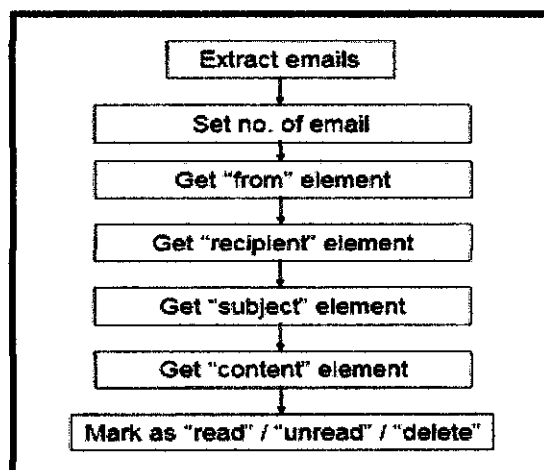 Extract emails
Set no. of email
Get "from" element
Get "recipient" element
Get "subject" element
Get "content" element
Mark as "read" / "unread" / "delete"